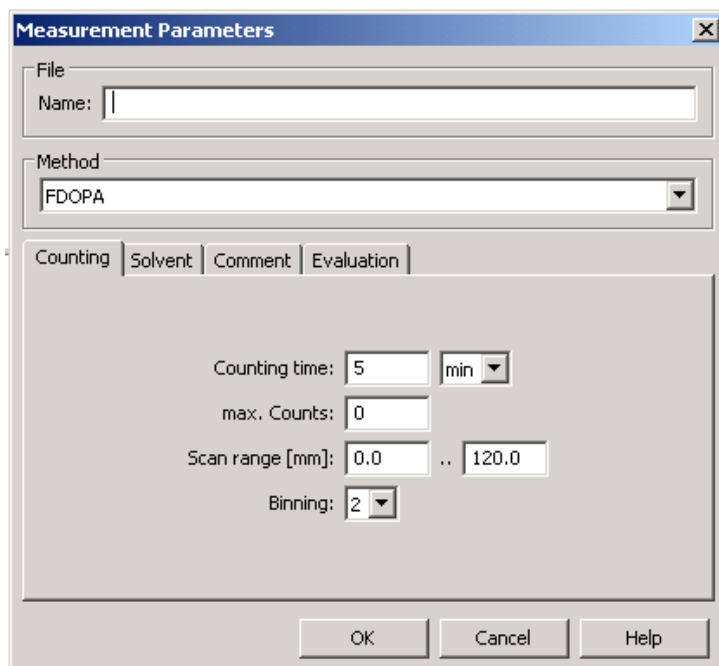 Measurement Parameters
File
Name:
Method
FDOPA
Counting Solvent Comment Evaluation
Counting time: 5 min
max. Counts: 0
Scan range [mm]: 0.0 .. 120.0
Binning: 2
OK Cancel Help